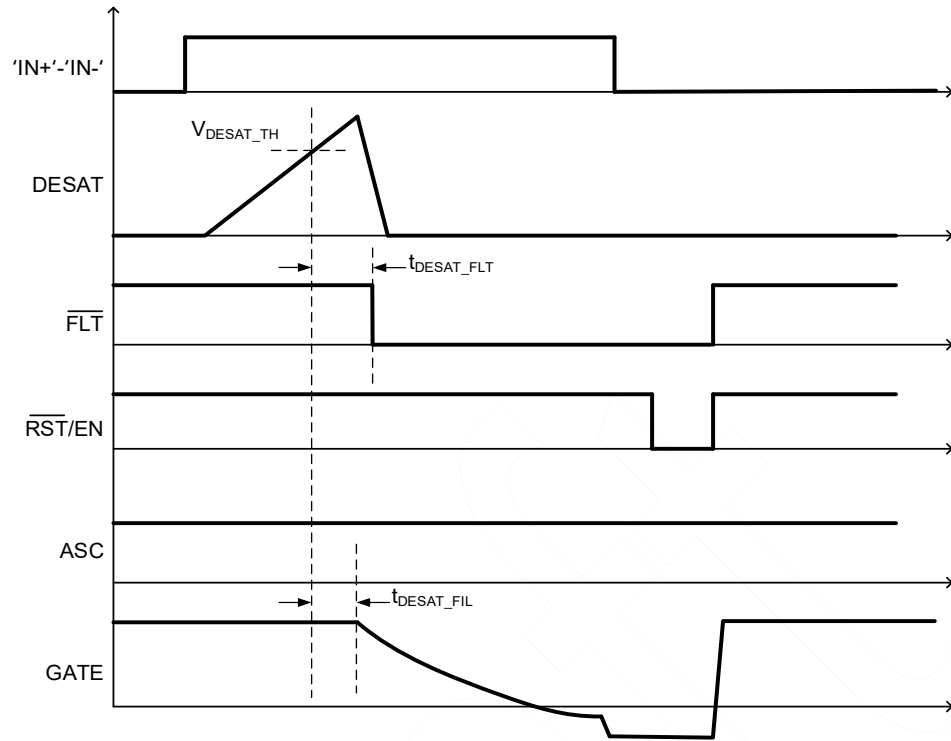 'IN+'-'IN-'
VDESAT_TH
DESAT
tDESAT_FLT
FLT
RST/EN
ASC
tDESAT_FIL
GATE